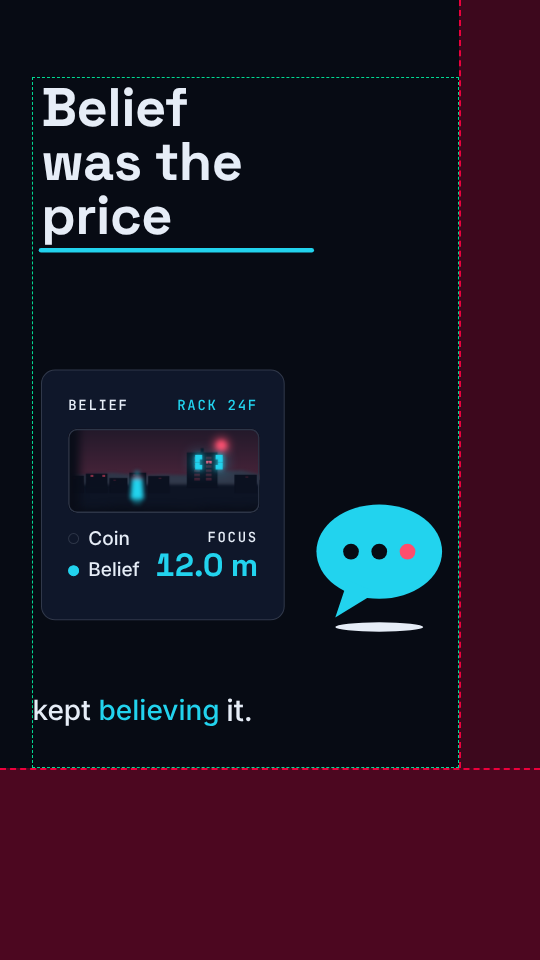 Belief
was the
price
BELIEF RACK 24F
Coin
FOCUS
Belief 12.0 m
kept believing it.